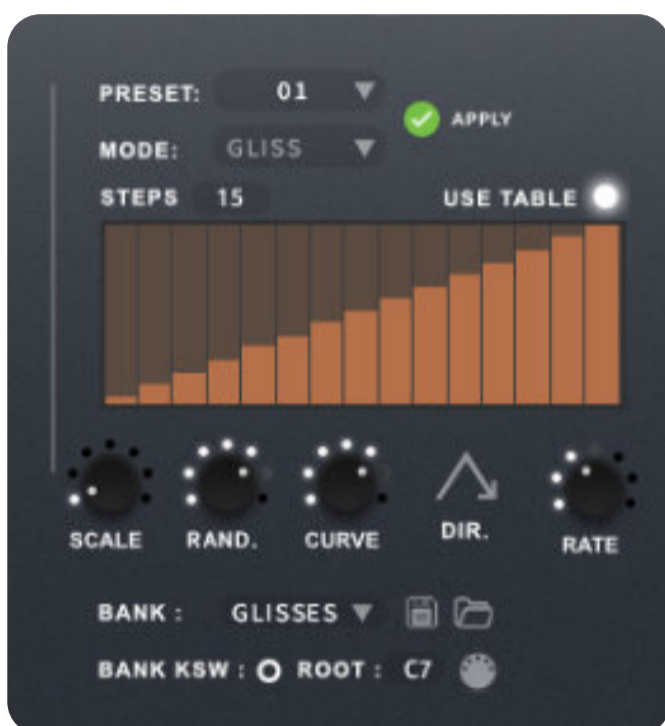 PRESET: 01
APPLY
MODE: GLISS
STEPS 15 USE TABLE
SCALE RAND. CURVE DIR. RATE
BANK : GLISSES
BANK KSW : ROOT : C7